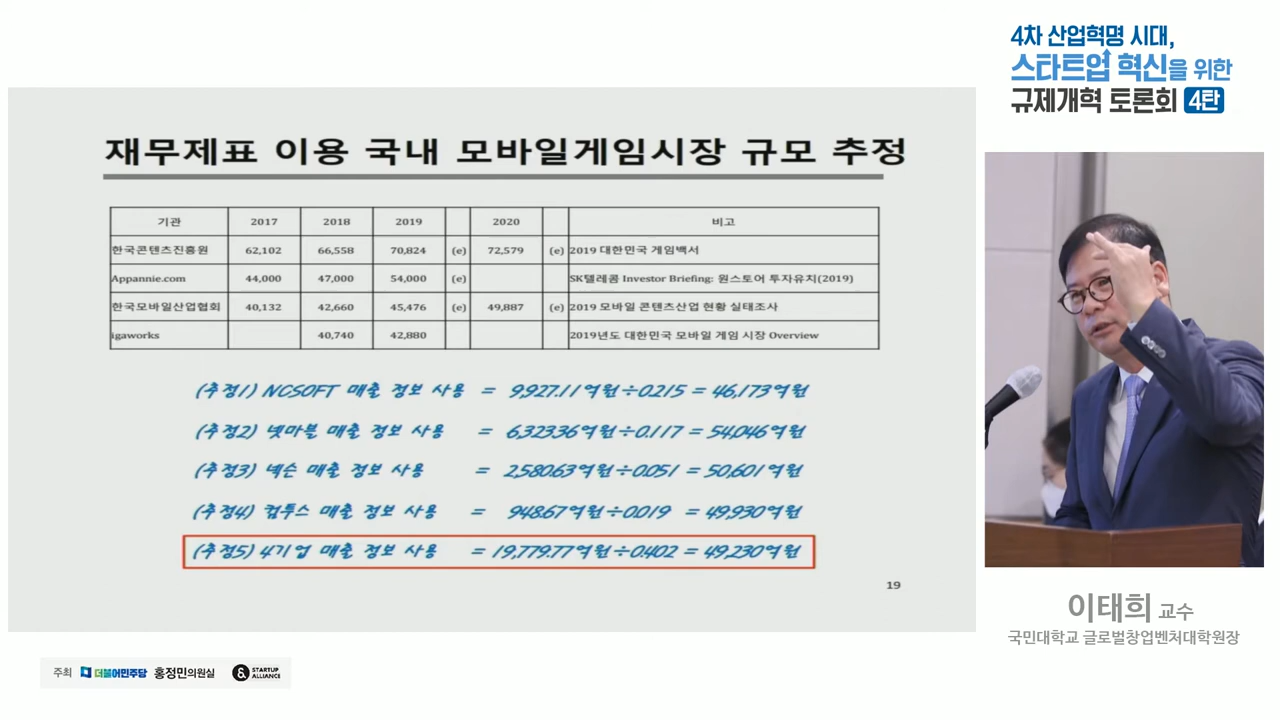 4차 산업혁명 시대,
스타트업 혁신을 위한
규제개혁 토론회 4탄
재무제표 이용 국내 모바일게임시장 규모 추정
기관 2017 2018 2019 2020 비고
한국콘텐츠진흥원 62,102 66,558 70,824 (e) 72,579 (e) 2019 대한민국 게임백서
Appannie.com 44,000 47,000 54,000 (e) SK텔레콤 Investor Briefing: 원스토어 투자유치(2019)
한국모바일산업협회 40,132 42,660 45,476 (e) 49,887 (e) 2019 모바일 콘텐츠산업 현황 실태조사
igaworks 40,740 42,880 2019년도 대한민국 모바일 게임 시장 Overview
(추정1) NCSOFT 매출 정보 사용 = 9,927.11억원÷0.215 = 46,173억원
(추정2) 넷마블 매출 정보 사용 = 6,323.36억원÷0.117 = 54,046억원
(추정3) 넥슨 매출 정보 사용 = 2,580.63억원÷0.051 = 50,601억원
(추정4) 컴투스 매출 정보 사용 = 948.67억원÷0.019 = 49,930억원
(추정5) 4기업 매출 정보 사용 = 19,779.77억원÷0.402 = 49,230억원
19
이태희 교수
국민대학교 글로벌창업벤처대학원장
주최 더불어민주당 홍정민의원실 & STARTUP ALLIANCE